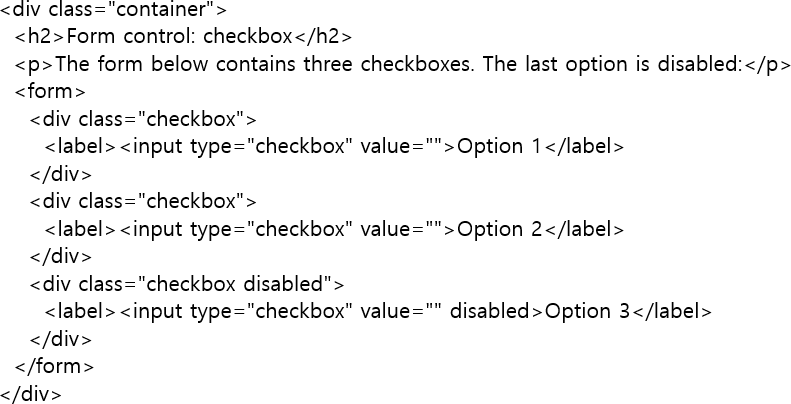 <div class="container">
  <h2>Form control: checkbox</h2>
  <p>The form below contains three checkboxes. The last option is disabled:</p>
  <form>
    <div class="checkbox">
      <label><input type="checkbox" value="">Option 1</label>
    </div>
    <div class="checkbox">
      <label><input type="checkbox" value="">Option 2</label>
    </div>
    <div class="checkbox disabled">
      <label><input type="checkbox" value="" disabled>Option 3</label>
    </div>
  </form>
</div>